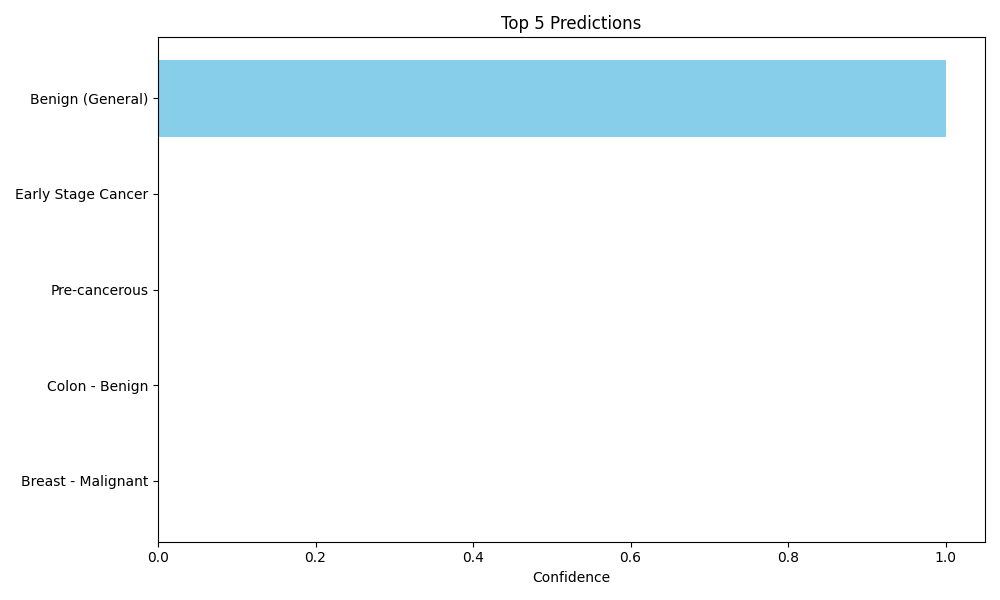 Top 5 Predictions
Benign (General)
Early Stage Cancer
Pre-cancerous
Colon - Benign
Breast - Malignant
0.0 0.2 0.4 0.6 0.8 1.0
Confidence